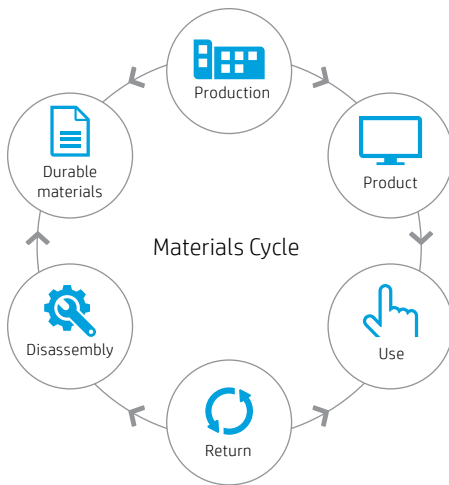 Production
Product
Use
Return
Disassembly
Durable
materials
Materials Cycle